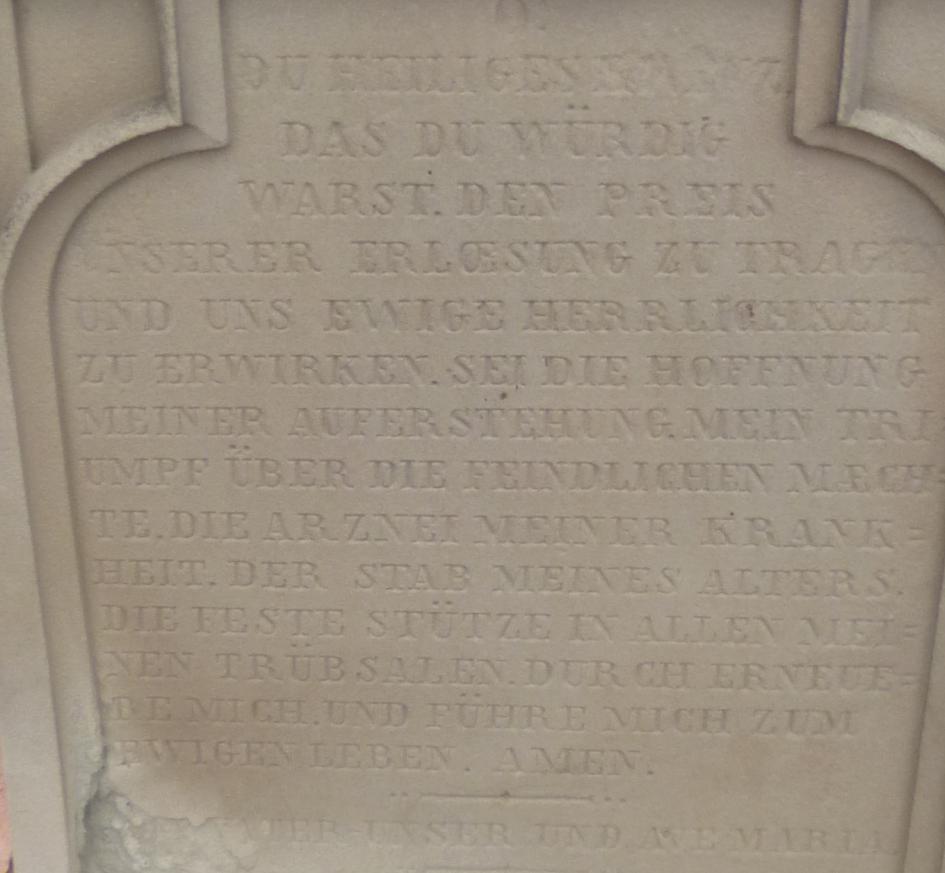 O.
DU HEILIGES KREUZ
DAS DU WÜRDIG
WARST. DEN PREIS
UNSERER ERLŒSUNG ZU TRAGEN
UND UNS EWIGE HERRLICHKEIT
ZU ERWIRKEN. SEI DIE HOFFNUNG
MEINER AUFERSTEHUNG. MEIN TRI
UMPF ÜBER DIE FEINDLICHEN MÆCH=
TE. DIE ARZNEI MEINER KRANK=
HEIT. DER STAB MEINES ALTERS.
DIE FESTE STÜTZE IN ALLEN MEI=
NEN TRÜBSALEN. DURCH ERNEUE=
RE MICH. UND FÜHRE MICH ZUM
EWIGEN LEBEN. AMEN.
VATER-UNSER UND AVE-MARIA.